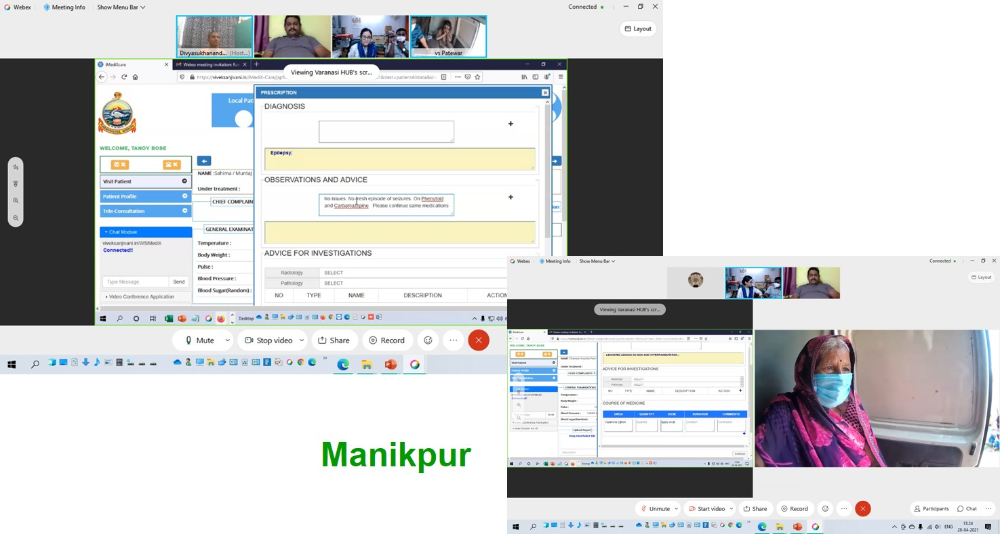 Webex
Meeting Info
Show Menu Bar
Connected
Layout
Divyasukhanand... (Host...)
vs Patewar
iMediXcare
Webex meeting invitation: Ra
Viewing Varanasi HUB's scr...
https://viveksanjivani.in/iMediX-Care/jspfi
1&dest=patientAlldata&id
PRESCRIPTION
Local Pati
DIAGNOSIS
WELCOME, TANOY BOSE
Epilepsy;
Visit Patient
Patient Profile
Tele-Consultation
NAME :Sahima / Muntaj
Under treatment :
CHIEF COMPLAIN
OBSERVATIONS AND ADVICE
No Issues. No fresh episode of seizures. On Phenytoid
and Carbamazipine. Please continue same medications
Chat Module
viveksanjivani in/WSiMediX
Connected!!
GENERAL EXAMINAT
Temperature :
Body Weight :
Pulse :
Blood Pressure :
Blood Sugar(Random) :
ADVICE FOR INVESTIGATIONS
Radiology SELECT
Pathology SELECT
NO TYPE NAME DESCRIPTION ACTION
Type Message Send
Video Conference Application
Desktop
Mute
Stop video
Share
Record
Manikpur
Webex
Meeting Info
Show Menu Bar
Connected
Layout
Viewing Varanasi HUB's scr...
WELCOME, TANOY BOSE
Visit Patient
Patient Profile
Under treatment :
CHIEF COMPLAINTS
GENERAL EXAMINATIONS
Temperature :
Body Weight :
Pulse :
Blood Pressure :
Blood Sugar(Random) :
Upload Report
EXCAVATED LESIONS ON SKIN AND HYPERPIGMENTATION..;
ADVICE FOR INVESTIGATIONS
Radiology SELECT
Pathology SELECT
NO TYPE NAME DESCRIPTION ACTION
COURSE OF MEDICINE
DRUG QUANTITY DOSE DURATION COMMENTS
Calamine Lotion Quantity apply local Duration Comments
Continue
Unmute
Start video
Share
Record
Participants
Chat
ENG
13:24
28-04-2021